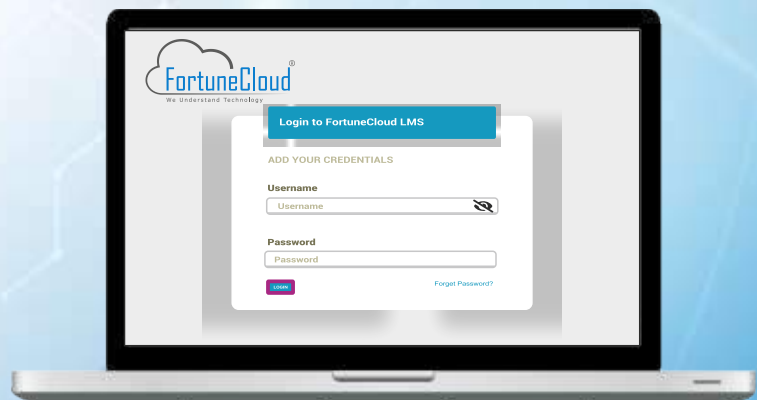 FortuneCloud®
We Understand Technology
Login to FortuneCloud LMS
ADD YOUR CREDENTIALS
Username
Username
Password
Password
LOGIN
Forget Password?